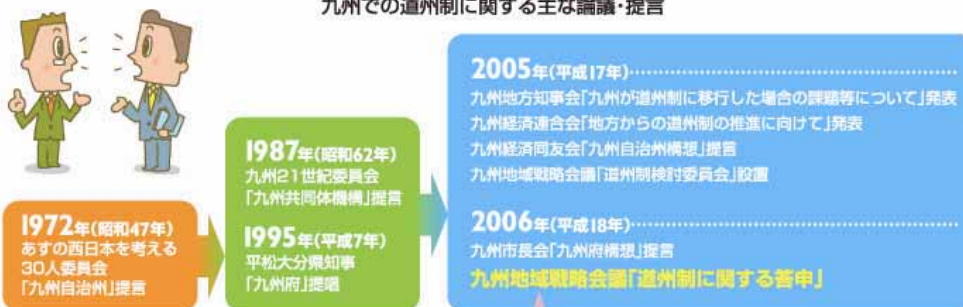 九州での道州制に関する主な論議・提言
1972年(昭和47年)
あすの西日本を考える
30人委員会
「九州自治州」提言
1987年(昭和62年)
九州21世紀委員会
「九州共同体機構」提言
1995年(平成7年)
平松大分県知事
「九州府」提唱
2005年(平成17年)
九州地方知事会「九州が道州制に移行した場合の課題等について」発表
九州経済連合会「地方からの道州制の推進に向けて」発表
九州経済同友会「九州自治州構想」提言
九州地域戦略会議「道州制検討委員会」設置
2006年(平成18年)
九州市長会「九州府構想」提言
九州地域戦略会議「道州制に関する答申」